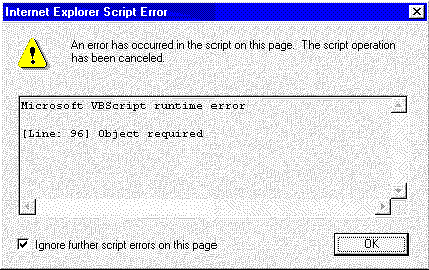 Internet Explorer Script Error
An error has occurred in the script on this page. The script operation
has been canceled.
Microsoft VBScript runtime error
[Line: 96] Object required
Ignore further script errors on this page
OK